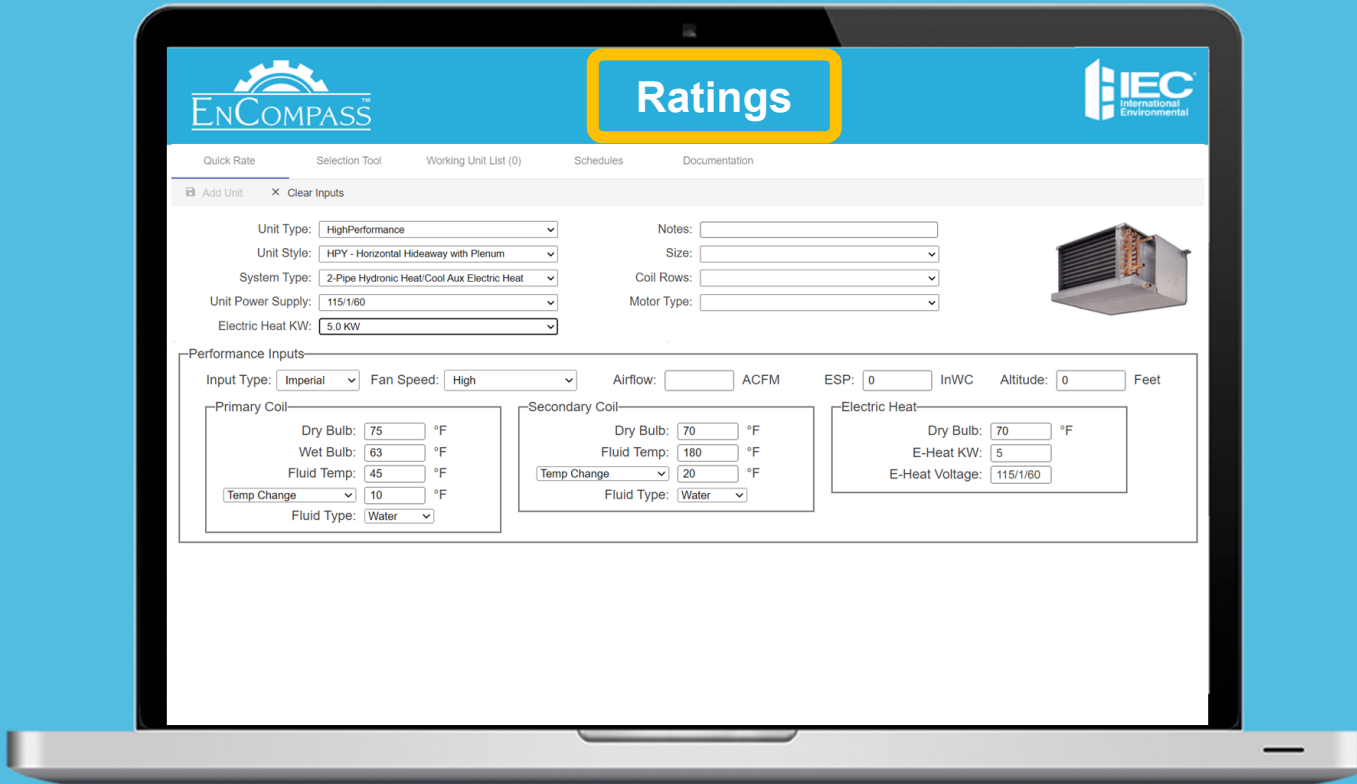 ENCOMPASS™
Ratings
IEC
International
Environmental
Quick Rate Selection Tool Working Unit List (0) Schedules Documentation
Add Unit × Clear Inputs
Unit Type: HighPerformance Notes:
Unit Style: HPY - Horizontal Hideaway with Plenum Size:
System Type: 2-Pipe Hydronic Heat/Cool Aux Electric Heat Coil Rows:
Unit Power Supply: 115/1/60 Motor Type:
Electric Heat KW: 5.0 KW
Performance Inputs
Input Type: Imperial Fan Speed: High Airflow: ACFM ESP: 0 InWC Altitude: 0 Feet
Primary Coil
Dry Bulb: 75 °F
Wet Bulb: 63 °F
Fluid Temp: 45 °F
Temp Change 10 °F
Fluid Type: Water
Secondary Coil
Dry Bulb: 70 °F
Fluid Temp: 180 °F
Temp Change 20 °F
Fluid Type: Water
Electric Heat
Dry Bulb: 70 °F
E-Heat KW: 5
E-Heat Voltage: 115/1/60